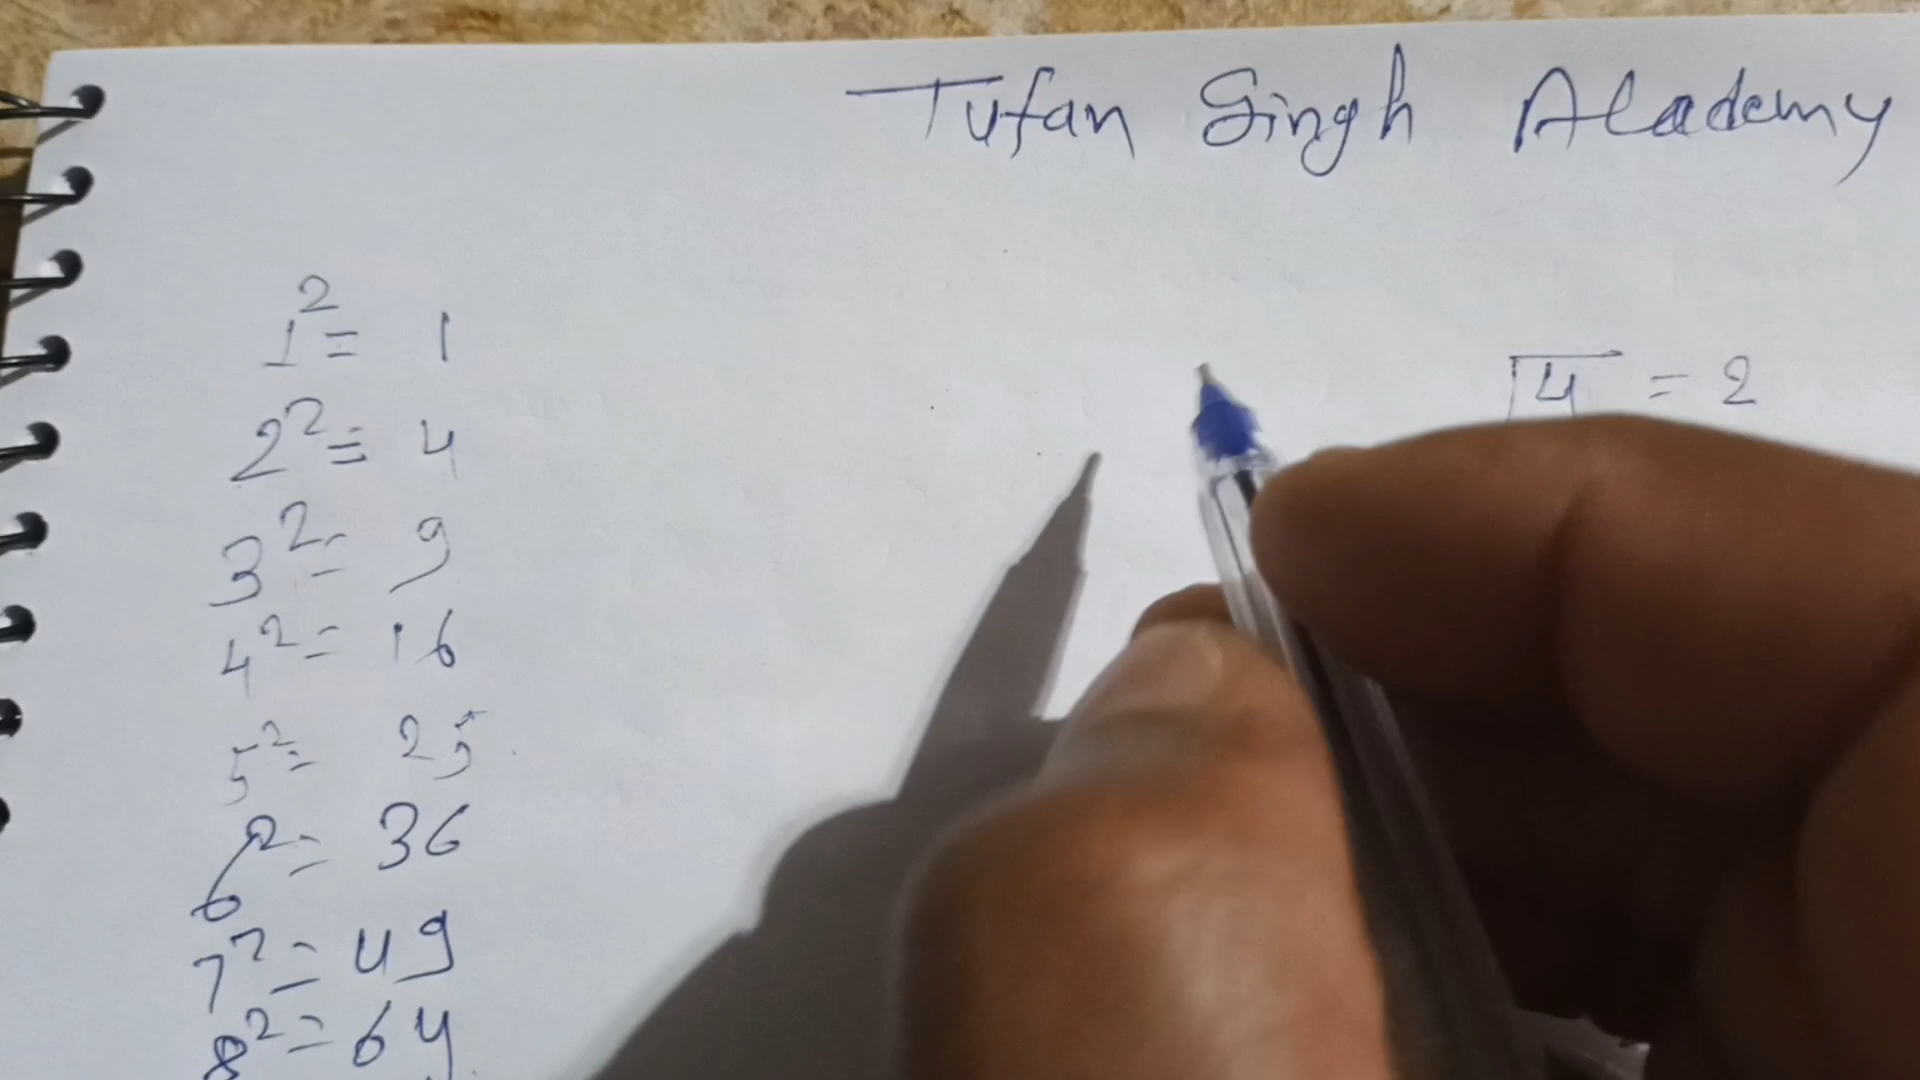 Tufan Singh Academy
1² = 1
√4 = 2
2² = 4
3² = 9
4² = 16
5² = 25
6² = 36
7² = 49
8² = 64